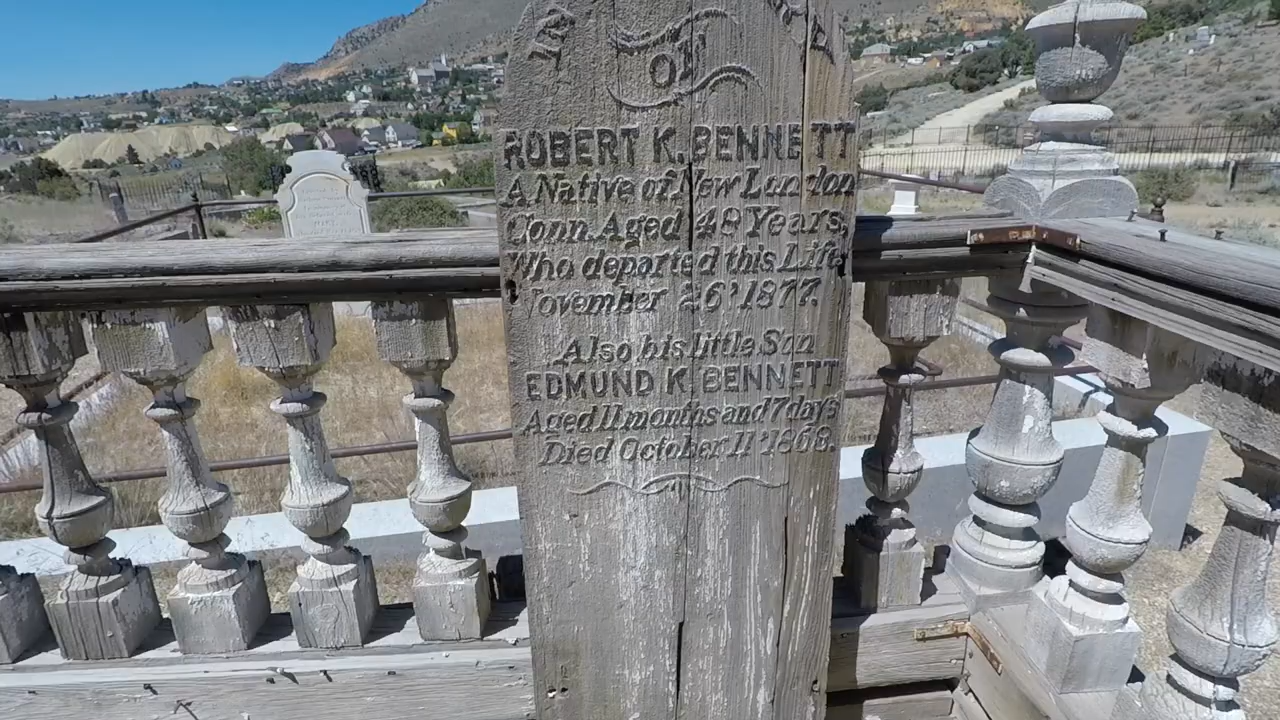 IN
OF
ROBERT K. BENNETT
A Native of New London
Conn. Aged 48 Years,
Who departed this Life
November 26' 1877.
Also his little Son
EDMUND K. BENNETT
Aged 11 months and 7 days
Died October 11' 1868.